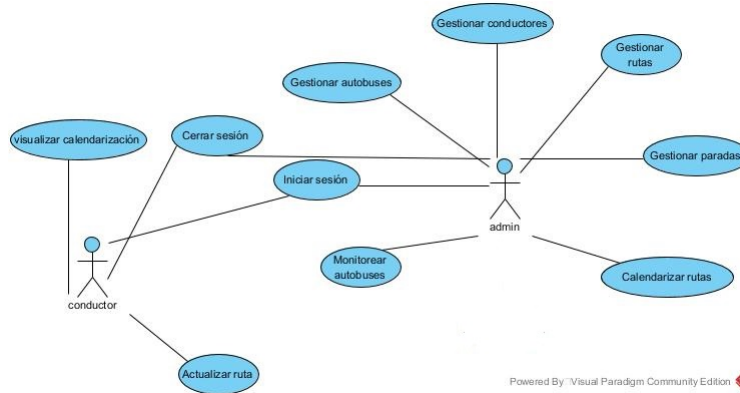 Gestionar conductores
Gestionar
rutas
Gestionar autobuses
visualizar calendarización
Cerrar sesión
Gestionar paradas
Iniciar sesión
admin
Monitorear
autobuses
Calendarizar rutas
conductor
Actualizar ruta
Powered By Visual Paradigm Community Edition